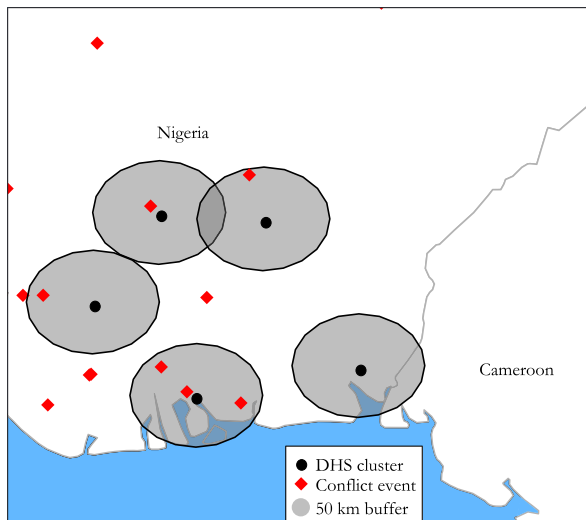 Nigeria
Cameroon
DHS cluster
Conflict event
50 km buffer